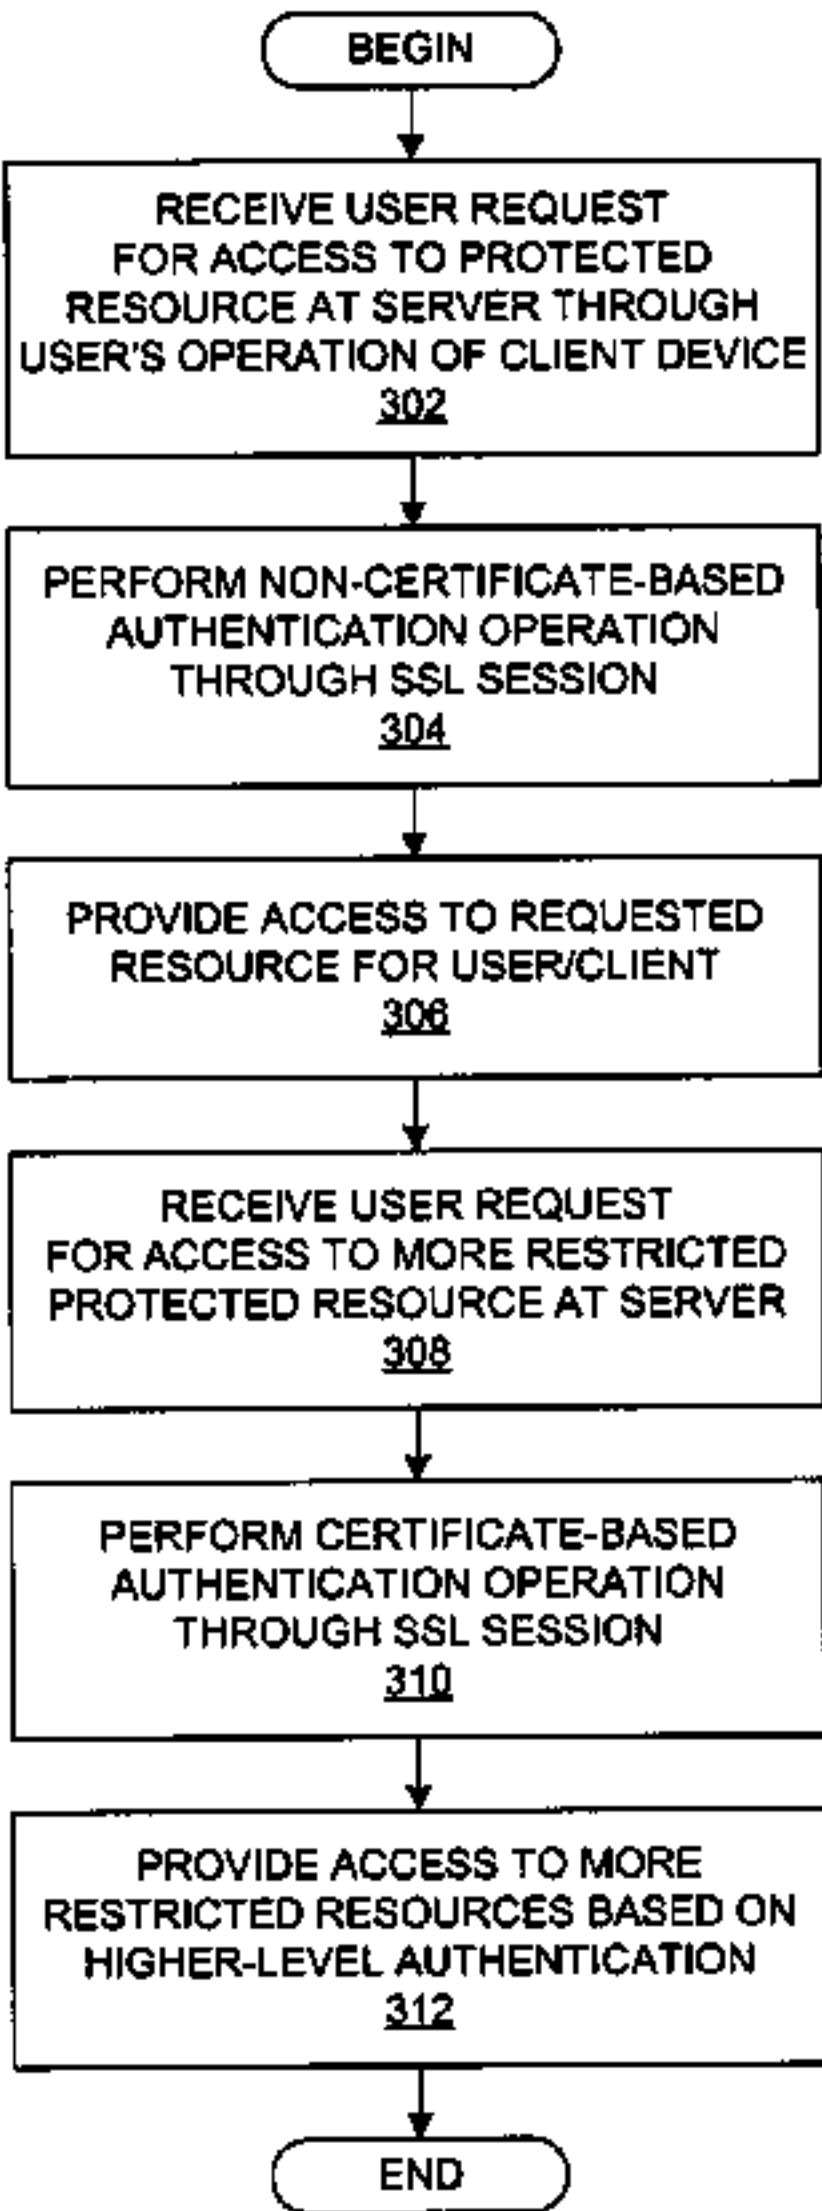 BEGIN
RECEIVE USER REQUEST
FOR ACCESS TO PROTECTED
RESOURCE AT SERVER THROUGH
USER'S OPERATION OF CLIENT DEVICE
302
PERFORM NON-CERTIFICATE-BASED
AUTHENTICATION OPERATION
THROUGH SSL SESSION
304
PROVIDE ACCESS TO REQUESTED
RESOURCE FOR USER/CLIENT
306
RECEIVE USER REQUEST
FOR ACCESS TO MORE RESTRICTED
PROTECTED RESOURCE AT SERVER
308
PERFORM CERTIFICATE-BASED
AUTHENTICATION OPERATION
THROUGH SSL SESSION
310
PROVIDE ACCESS TO MORE
RESTRICTED RESOURCES BASED ON
HIGHER-LEVEL AUTHENTICATION
312
END